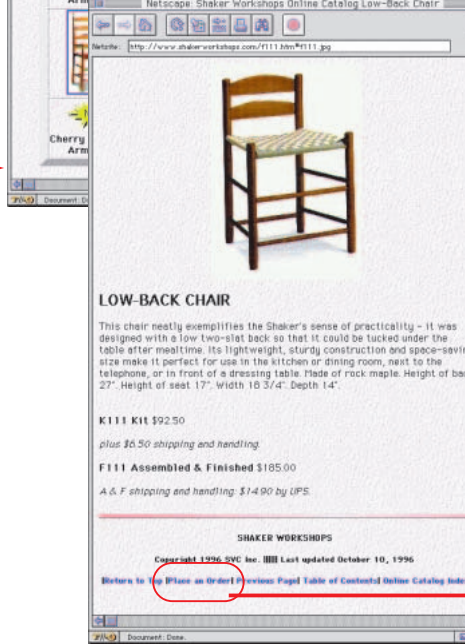 Netscape: Shaker Workshops Online Catalog Low-Back Chair
Netsite: http://www.shakerworkshops.com/f111.htm#f111.jpg
Cherry
Arm
LOW-BACK CHAIR
This chair neatly exemplifies the Shaker's sense of practicality – it was
designed with a low two-slat back so that it could be tucked under the
table after mealtime. Its lightweight, sturdy construction and space-savin
size make it perfect for use in the kitchen or dining room, next to the
telephone, or in front of a dressing table. Made of rock maple. Height of bac
27". Height of seat 17". Width 18 3/4". Depth 14".
K111 Kit $92.50
plus $6.50 shipping and handling.
F111 Assembled & Finished $185.00
A & F shipping and handling: $14.90 by UPS.
SHAKER WORKSHOPS
Copyright 1996 SVC Inc. |||||| Last updated October 10, 1996
|Return to Top |Place an Order| Previous Page| Table of Contents| Online Catalog Index
Document: D
Document: Done.